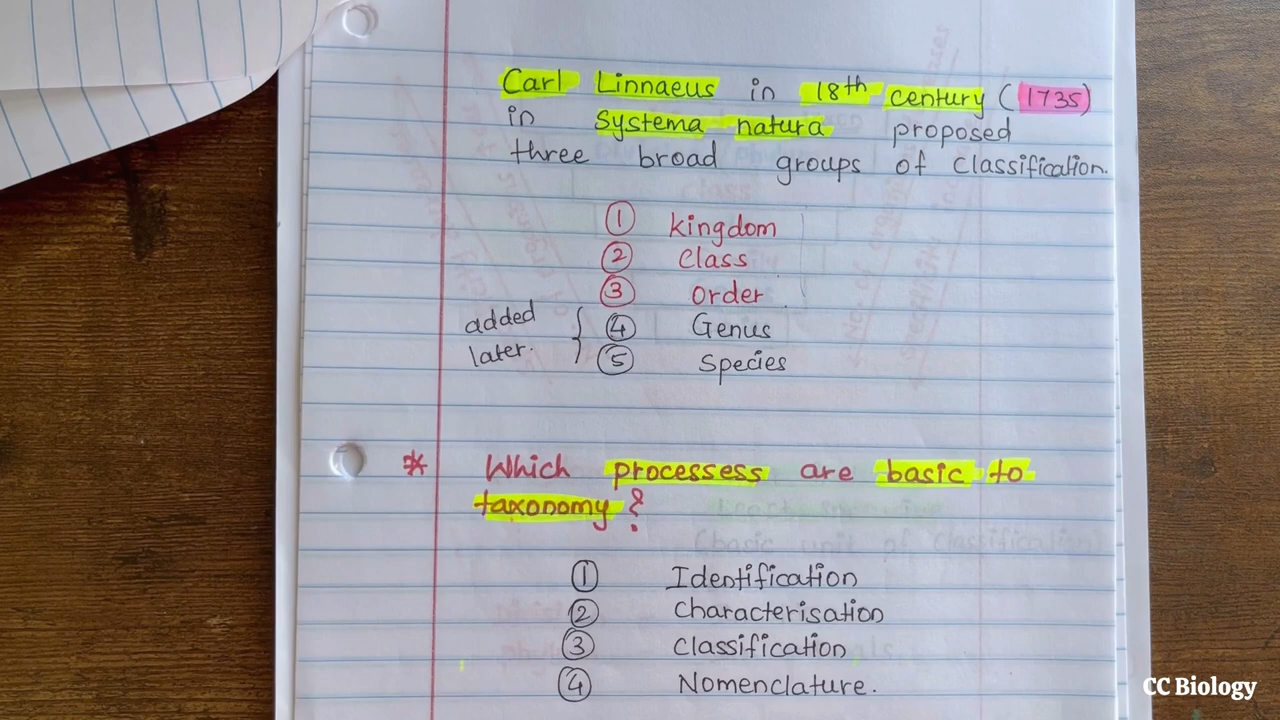 Carl Linnaeus in 18th century (1735)
in Systema natura proposed
three broad groups of classification.
① kingdom
② Class
③ Order
added
later.
④ Genus
⑤ Species
* Which processess are basic to
taxonomy?
① Identification
② Characterisation
③ Classification
④ Nomenclature.
CC Biology